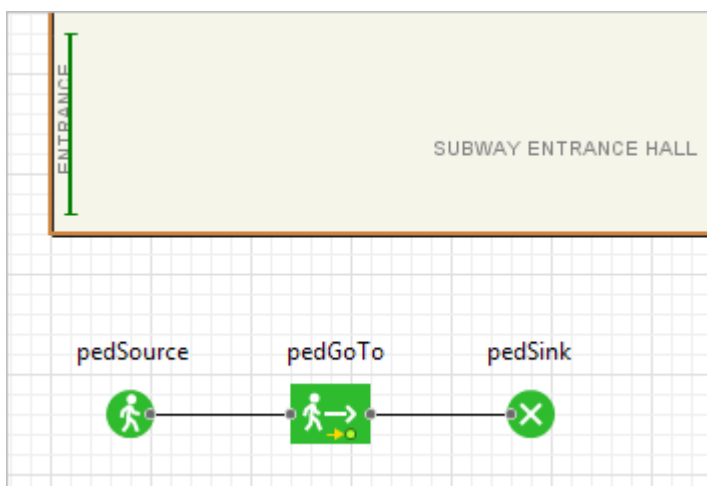 ENTRANCE
SUBWAY ENTRANCE HALL
pedSource
pedGoTo
pedSink